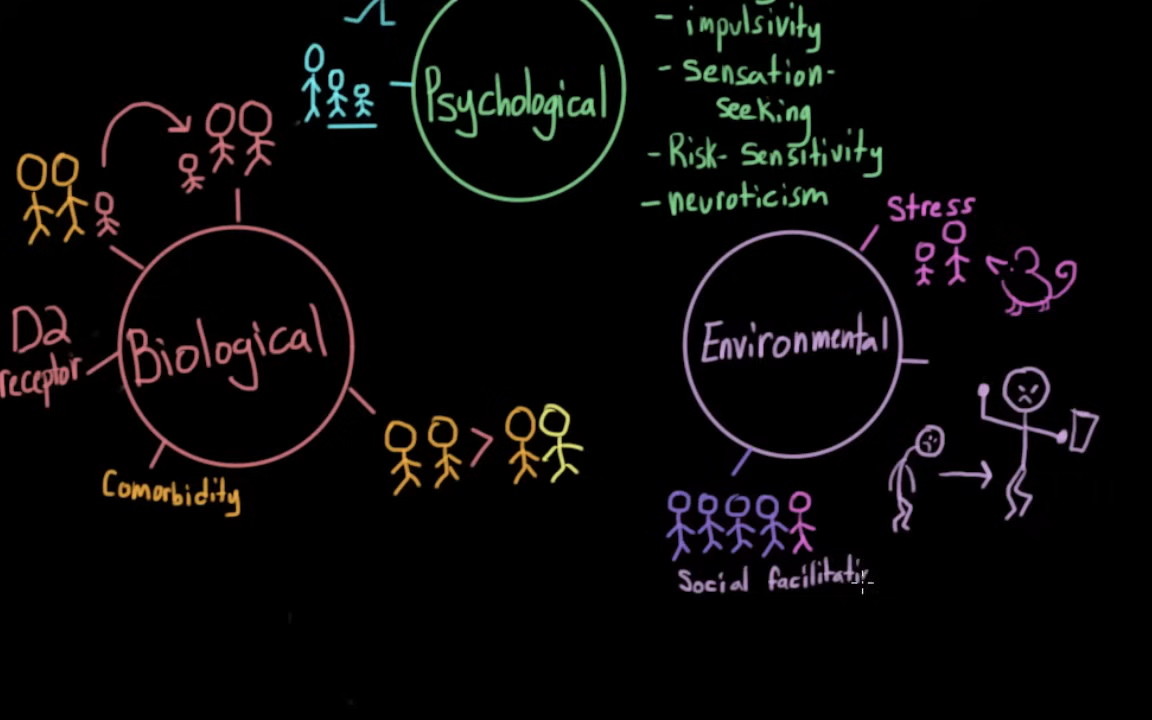 - impulsivity
- Sensation-
seeking
Psychological
- Risk- sensitivity
- neuroticism
Stress
D2
receptor
Biological
Environmental
Comorbidity
Social facilitati